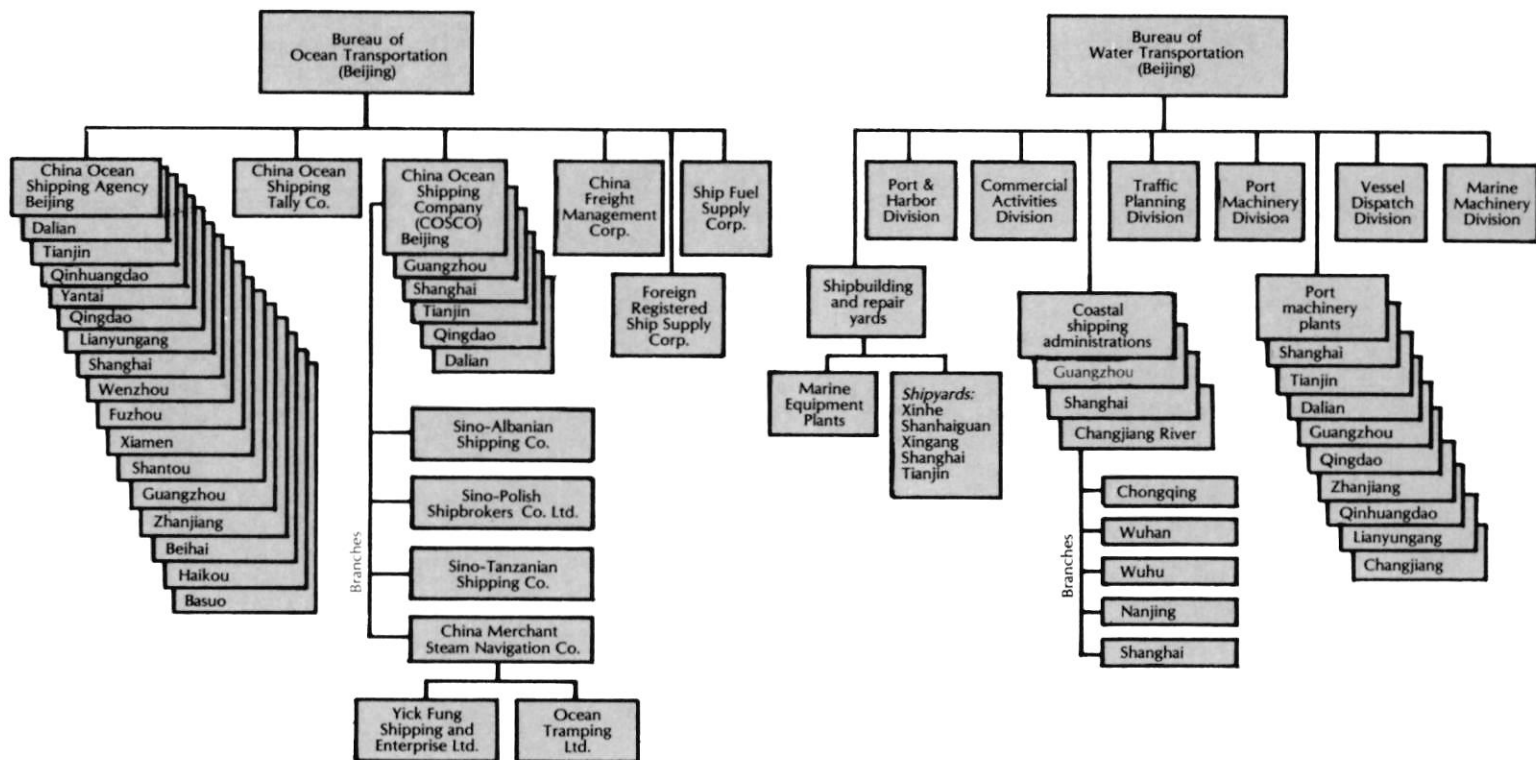 Bureau of
Ocean Transportation
(Beijing)
China Ocean
Shipping Agency
Beijing
Dalian
Tianjin
Qinhuangdao
Yantai
Qingdao
Lianyungang
Shanghai
Wenzhou
Fuzhou
Xiamen
Shantou
Guangzhou
Zhanjiang
Beihai
Haikou
Basuo
China Ocean
Shipping
Tally Co.
China Ocean
Shipping
Company
(COSCO)
Beijing
Guangzhou
Shanghai
Tianjin
Qingdao
Dalian
Branches
Sino-Albanian
Shipping Co.
Sino-Polish
Shipbrokers Co. Ltd.
Sino-Tanzanian
Shipping Co.
China Merchant
Steam Navigation Co.
Yick Fung
Shipping and
Enterprise Ltd.
Ocean
Tramping
Ltd.
China
Freight
Management
Corp.
Foreign
Registered
Ship Supply
Corp.
Ship Fuel
Supply
Corp.
Bureau of
Water Transportation
(Beijing)
Shipbuilding
and repair
yards
Marine
Equipment
Plants
Shipyards:
Xinhe
Shanhaiguan
Xingang
Shanghai
Tianjin
Port &
Harbor
Division
Commercial
Activities
Division
Coastal
shipping
administrations
Guangzhou
Shanghai
Changjiang River
Branches
Chongqing
Wuhan
Wuhu
Nanjing
Shanghai
Traffic
Planning
Division
Port
Machinery
Division
Port
machinery
plants
Shanghai
Tianjin
Dalian
Guangzhou
Qingdao
Zhanjiang
Qinhuangdao
Lianyungang
Changjiang
Vessel
Dispatch
Division
Marine
Machinery
Division